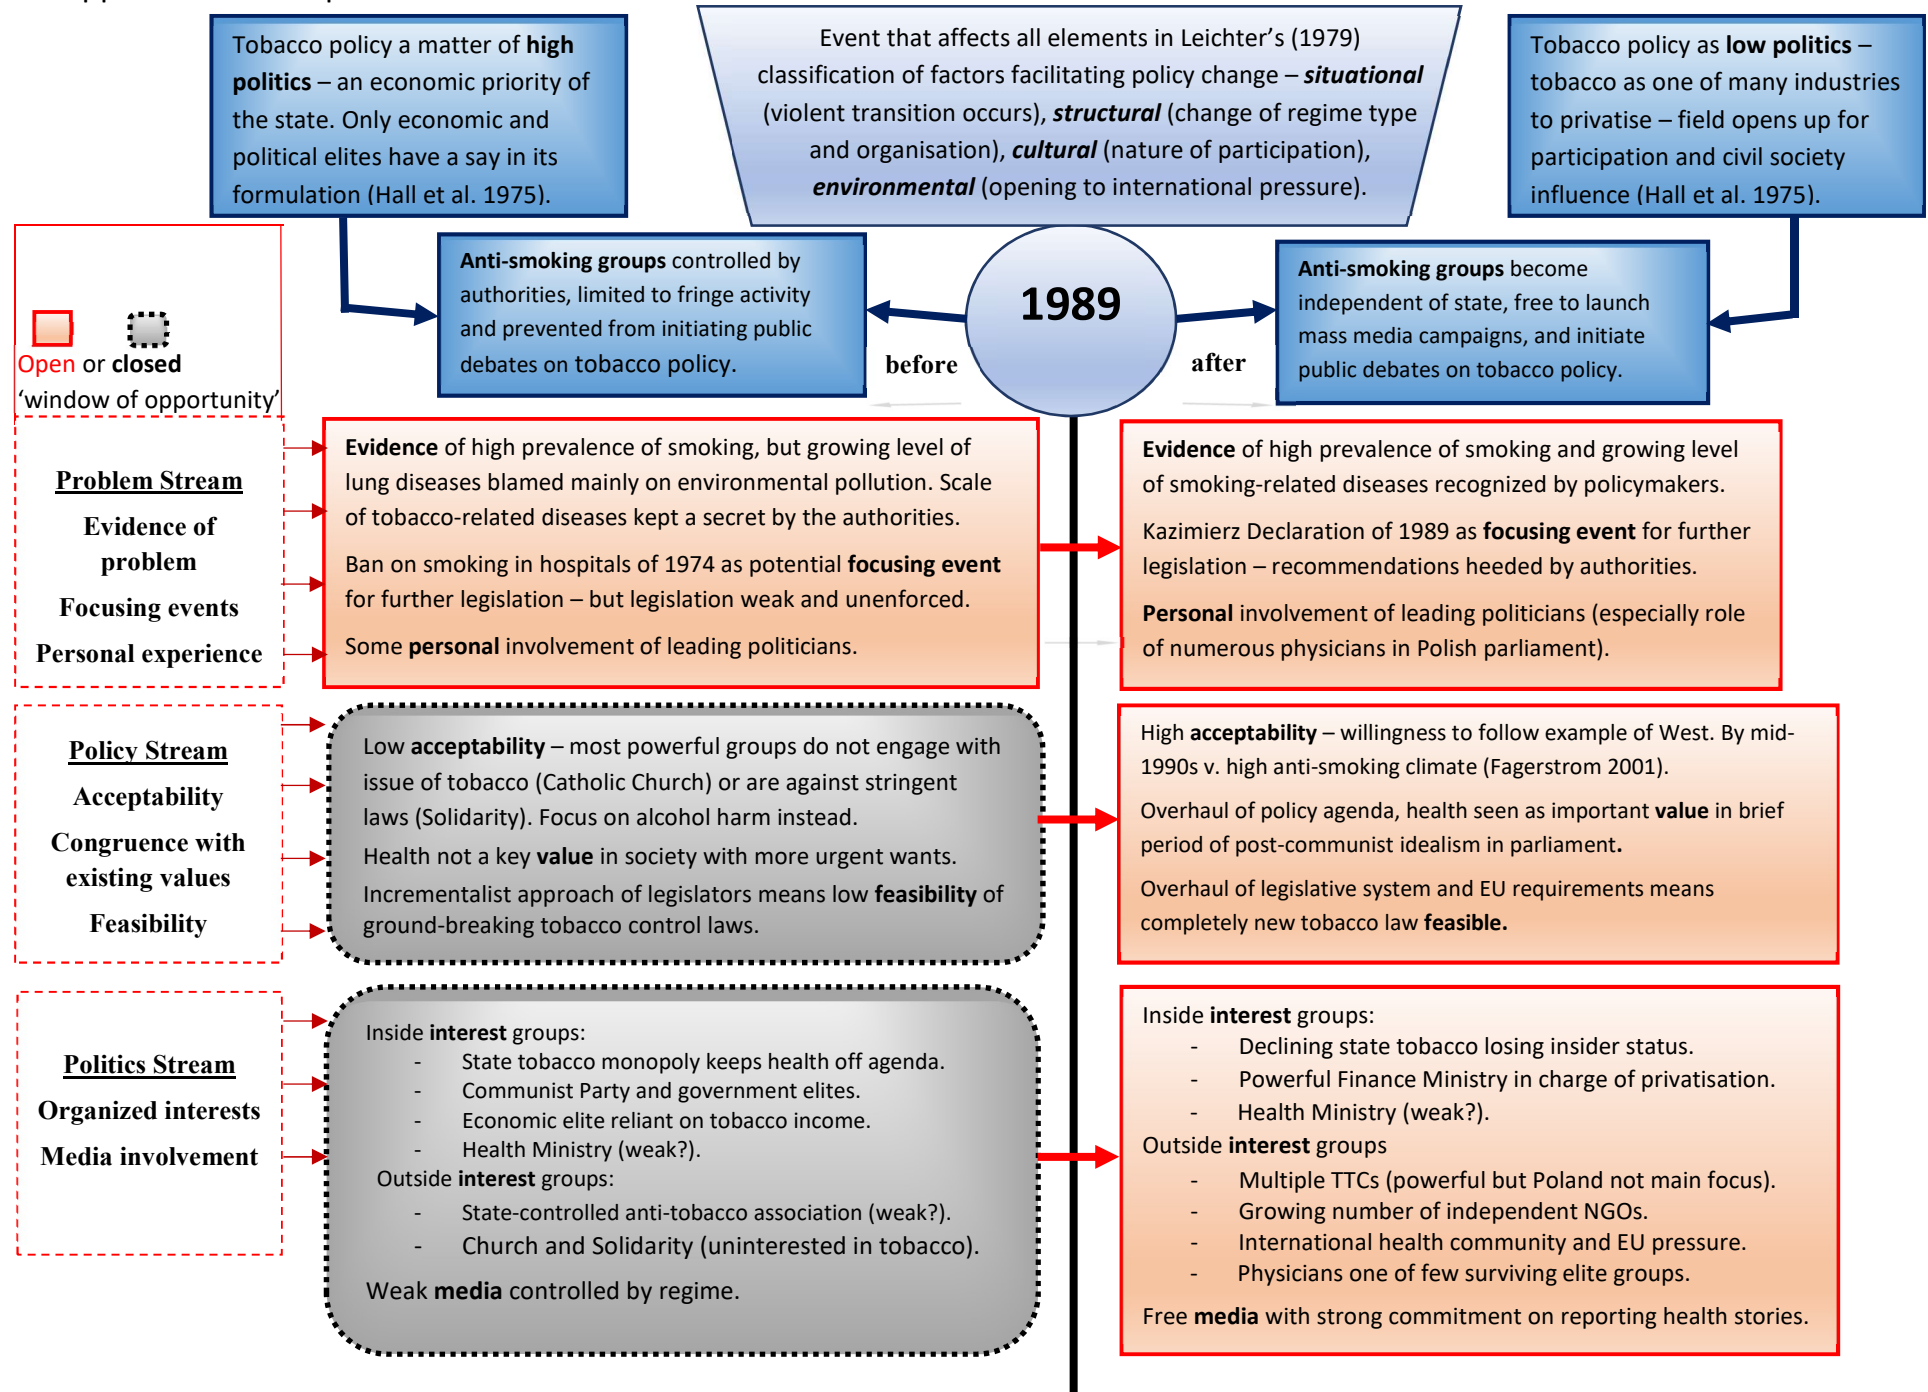 Tobacco policy a matter of high
politics – an economic priority of
the state. Only economic and
political elites have a say in its
formulation (Hall et al. 1975).
Event that affects all elements in Leichter's (1979)
classification of factors facilitating policy change – situational
(violent transition occurs), structural (change of regime type
and organisation), cultural (nature of participation),
environmental (opening to international pressure).
Tobacco policy as low politics –
tobacco as one of many industries
to privatise – field opens up for
participation and civil society
influence (Hall et al. 1975).
Anti-smoking groups controlled by
authorities, limited to fringe activity
and prevented from initiating public
debates on tobacco policy.
before
1989
after
Anti-smoking groups become
independent of state, free to launch
mass media campaigns, and initiate
public debates on tobacco policy.
Open or closed
‘window of opportunity’
Problem Stream
Evidence of
problem
Focusing events
Personal experience
Evidence of high prevalence of smoking, but growing level of
lung diseases blamed mainly on environmental pollution. Scale
of tobacco-related diseases kept a secret by the authorities.
Ban on smoking in hospitals of 1974 as potential focusing event
for further legislation – but legislation weak and unenforced.
Some personal involvement of leading politicians.
Evidence of high prevalence of smoking and growing level
of smoking-related diseases recognized by policymakers.
Kazimierz Declaration of 1989 as focusing event for further
legislation – recommendations heeded by authorities.
Personal involvement of leading politicians (especially role
of numerous physicians in Polish parliament).
Policy Stream
Acceptability
Congruence with
existing values
Feasibility
Low acceptability – most powerful groups do not engage with
issue of tobacco (Catholic Church) or are against stringent
laws (Solidarity). Focus on alcohol harm instead.
Health not a key value in society with more urgent wants.
Incrementalist approach of legislators means low feasibility of
ground-breaking tobacco control laws.
High acceptability – willingness to follow example of West. By mid-
1990s v. high anti-smoking climate (Fagerstrom 2001).
Overhaul of policy agenda, health seen as important value in brief
period of post-communist idealism in parliament.
Overhaul of legislative system and EU requirements means
completely new tobacco law feasible.
Politics Stream
Organized interests
Media involvement
Inside interest groups:
- State tobacco monopoly keeps health off agenda.
- Communist Party and government elites.
- Economic elite reliant on tobacco income.
- Health Ministry (weak?).
Outside interest groups:
- State-controlled anti-tobacco association (weak?).
- Church and Solidarity (uninterested in tobacco).
Weak media controlled by regime.
Inside interest groups:
- Declining state tobacco losing insider status.
- Powerful Finance Ministry in charge of privatisation.
- Health Ministry (weak?).
Outside interest groups
- Multiple TTCs (powerful but Poland not main focus).
- Growing number of independent NGOs.
- International health community and EU pressure.
- Physicians one of few surviving elite groups.
Free media with strong commitment on reporting health stories.